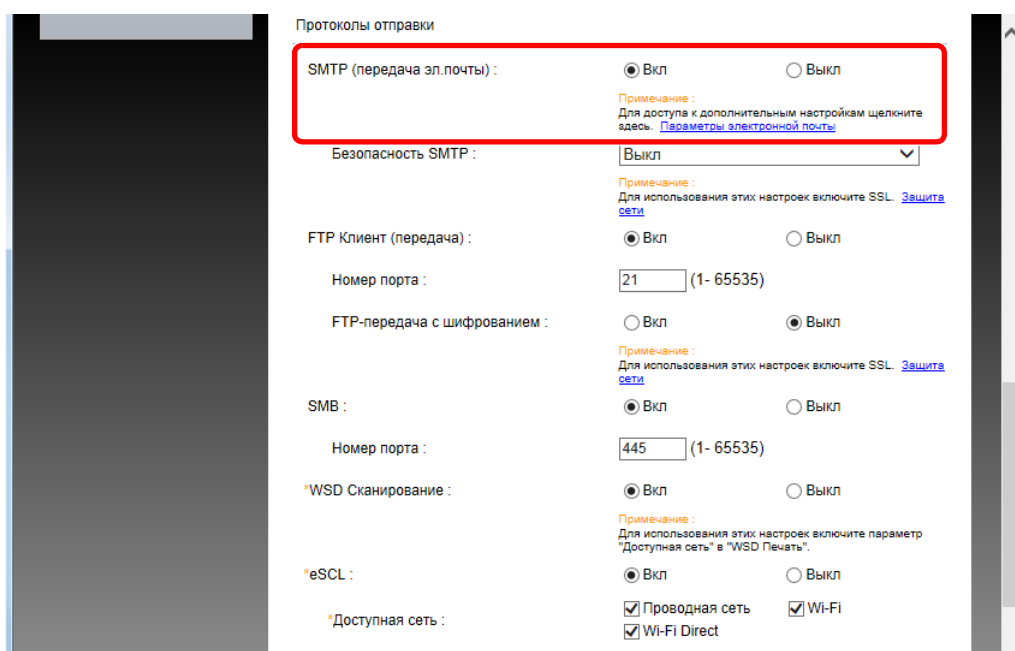 Протоколы отправки
SMTP (передача эл.почты) : Вкл Выкл
Примечание :
Для доступа к дополнительным настройкам щелкните
здесь. Параметры электронной почты
Безопасность SMTP : Выкл
Примечание :
Для использования этих настроек включите SSL. Защита
сети
FTP Клиент (передача) : Вкл Выкл
Номер порта : 21 (1- 65535)
FTP-передача с шифрованием : Вкл Выкл
Примечание :
Для использования этих настроек включите SSL. Защита
сети
SMB : Вкл Выкл
Номер порта : 445 (1- 65535)
*WSD Сканирование : Вкл Выкл
Примечание :
Для использования этих настроек включите параметр
"Доступная сеть" в "WSD Печать".
*eSCL : Вкл Выкл
*Доступная сеть : Проводная сеть Wi-Fi
Wi-Fi Direct